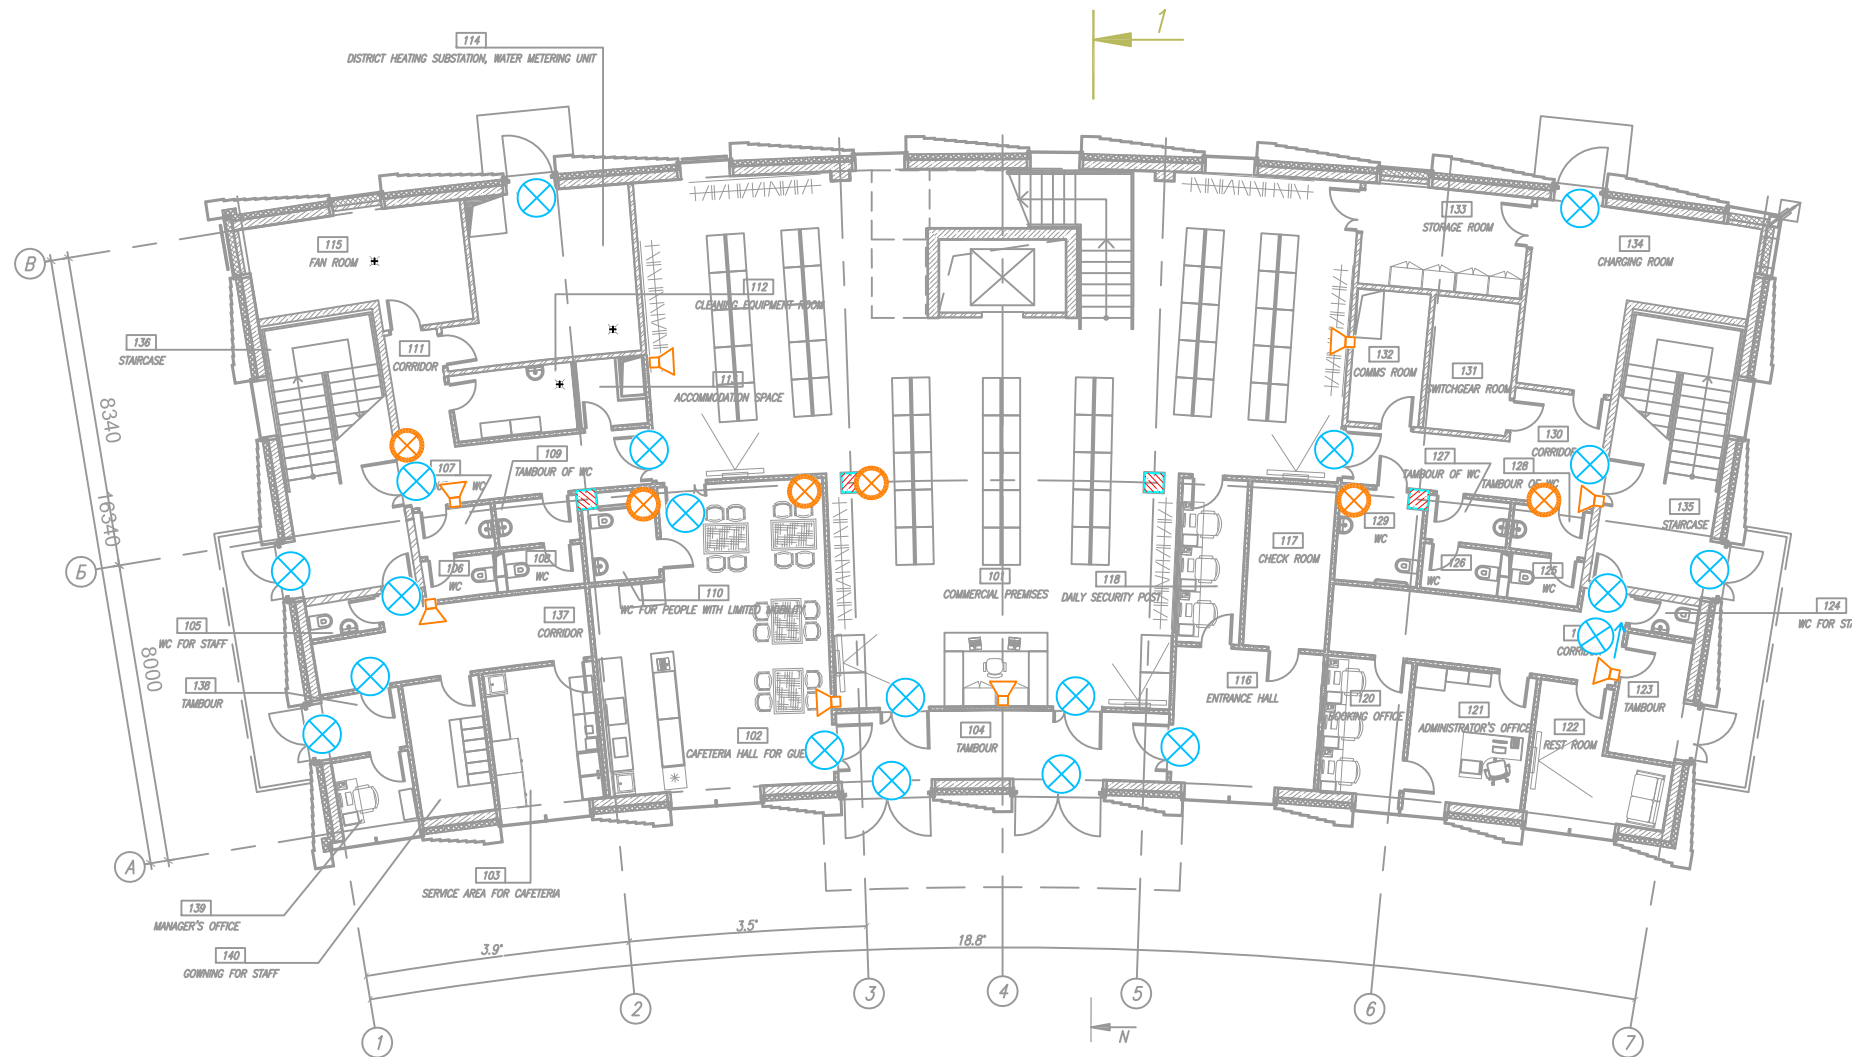 1
114
DISTRICT HEATING SUBSTATION, WATER METERING UNIT
133
STORAGE ROOM
115
FAN ROOM
134
CHARGING ROOM
В
112
CLEANING EQUIPMENT ROOM
136
STAIRCASE
111
CORRIDOR
132
COMMS ROOM
131
SWITCHGEAR ROOM
ACCOMMODATION SPACE
8340
130
CORRIDOR
107
WC
109
TAMBOUR OF WC
127
TAMBOUR OF WC
128
TAMBOUR OF WC
16340
135
STAIRCASE
129
WC
117
CHECK ROOM
Б
106
WC
108
WC
126
WC
125
WC
101
COMMERCIAL PREMISES
118
DAILY SECURITY POST
110
WC FOR PEOPLE WITH LIMITED MOBILITY
137
CORRIDOR
124
WC FOR STA
105
WC FOR STAFF
8000
138
TAMBOUR
116
ENTRANCE HALL
123
TAMBOUR
120
BOOKING OFFICE
121
ADMINISTRATOR'S OFFICE
122
REST ROOM
102
CAFETERIA HALL FOR GUE
104
TAMBOUR
А
103
SERVICE AREA FOR CAFETERIA
139
MANAGER'S OFFICE
140
GOWNING FOR STAFF
3.9°
3.5°
18.8°
1
2
3
4
5
6
7
N